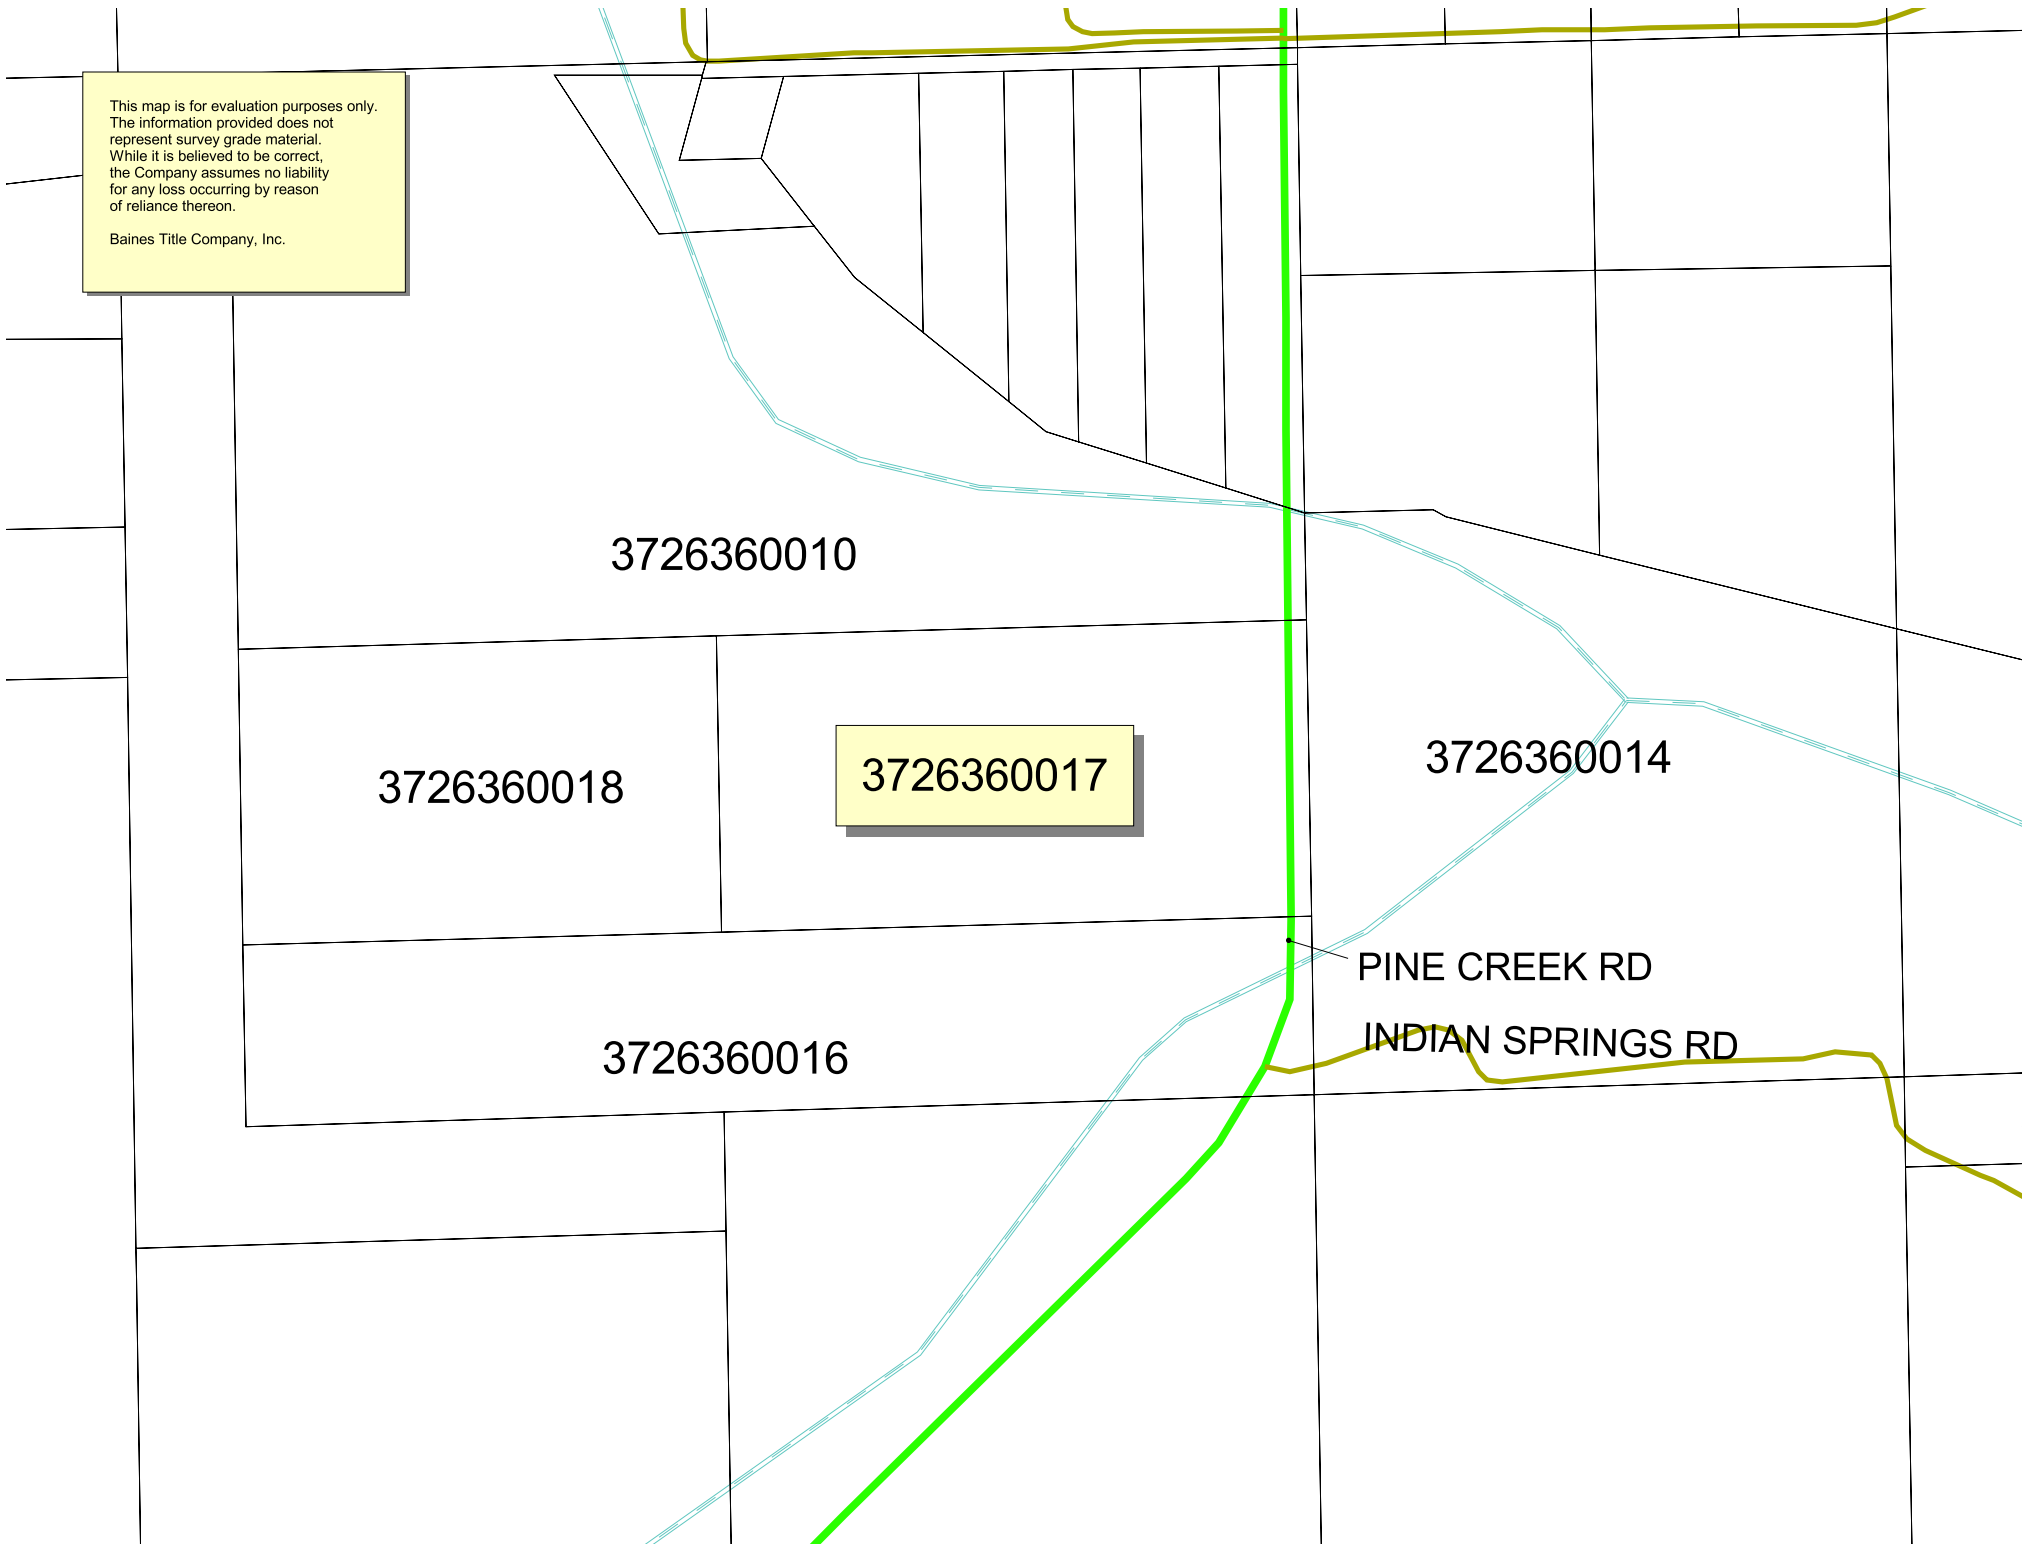 This map is for evaluation purposes only.
The information provided does not
represent survey grade material.
While it is believed to be correct,
the Company assumes no liability
for any loss occurring by reason
of reliance thereon.
Baines Title Company, Inc.
3726360010
3726360018
3726360017
3726360014
PINE CREEK RD
INDIAN SPRINGS RD
3726360016